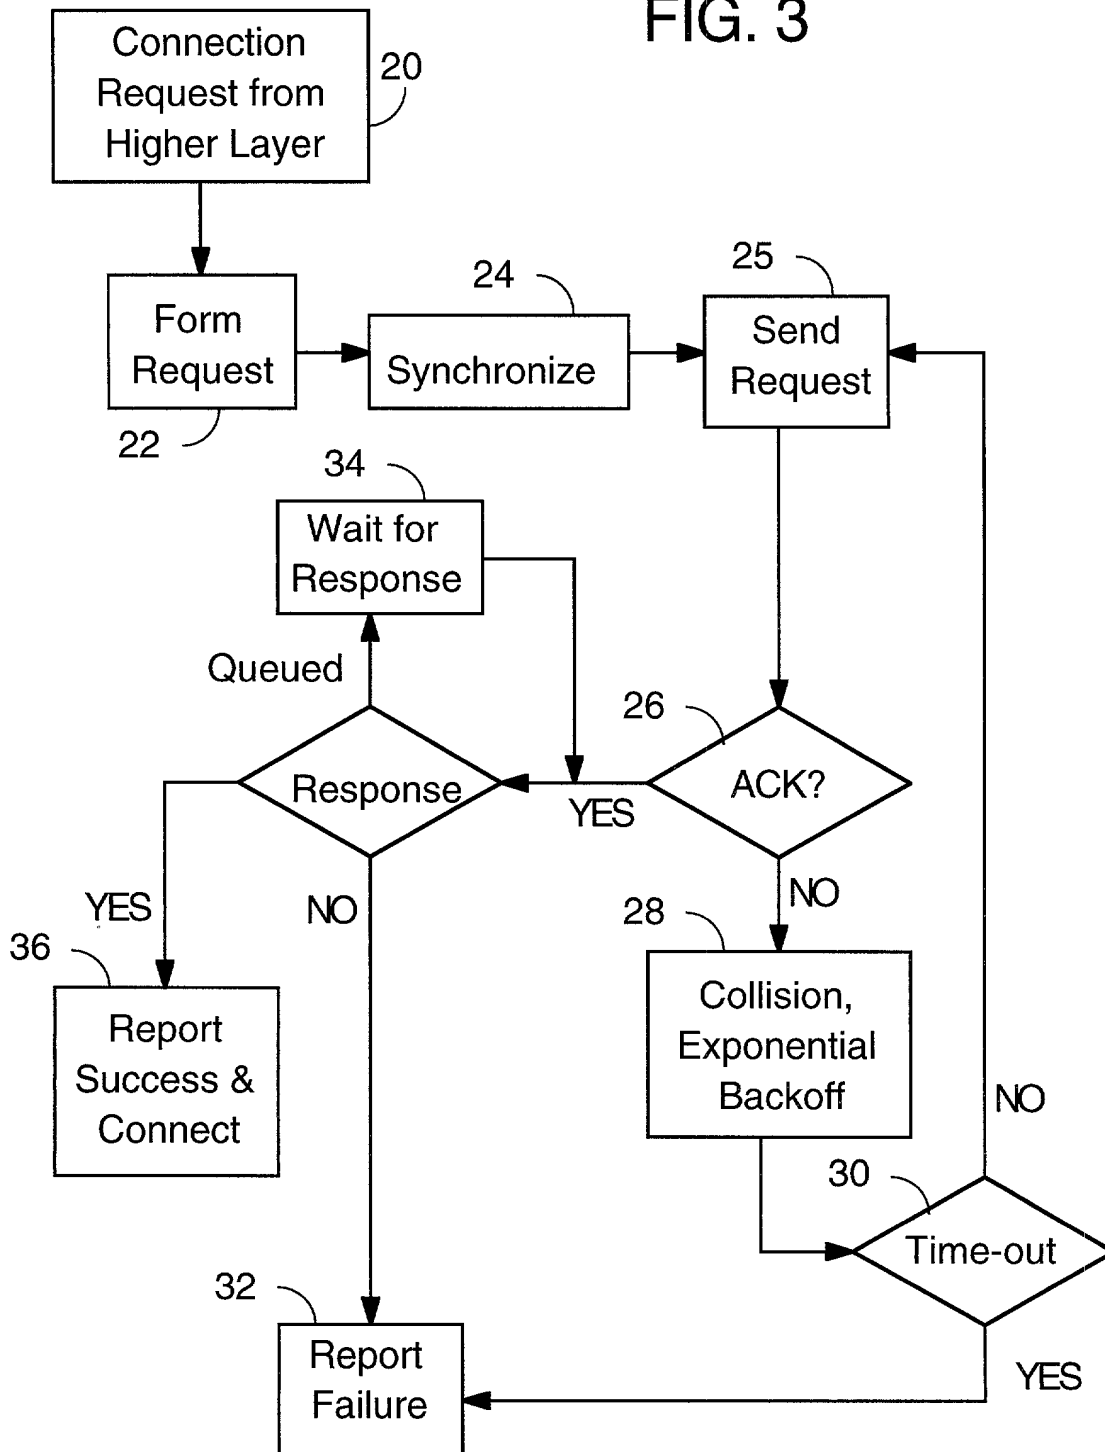 FIG. 3
Connection
Request from
Higher Layer
20
Form
Request
22
24
Synchronize
25
Send
Request
34
Wait for
Response
Queued
26
Response
ACK?
YES
YES
NO
NO
28
36
Collision,
Exponential
Backoff
Report
Success &
Connect
NO
30
Time-out
32
Report
Failure
YES